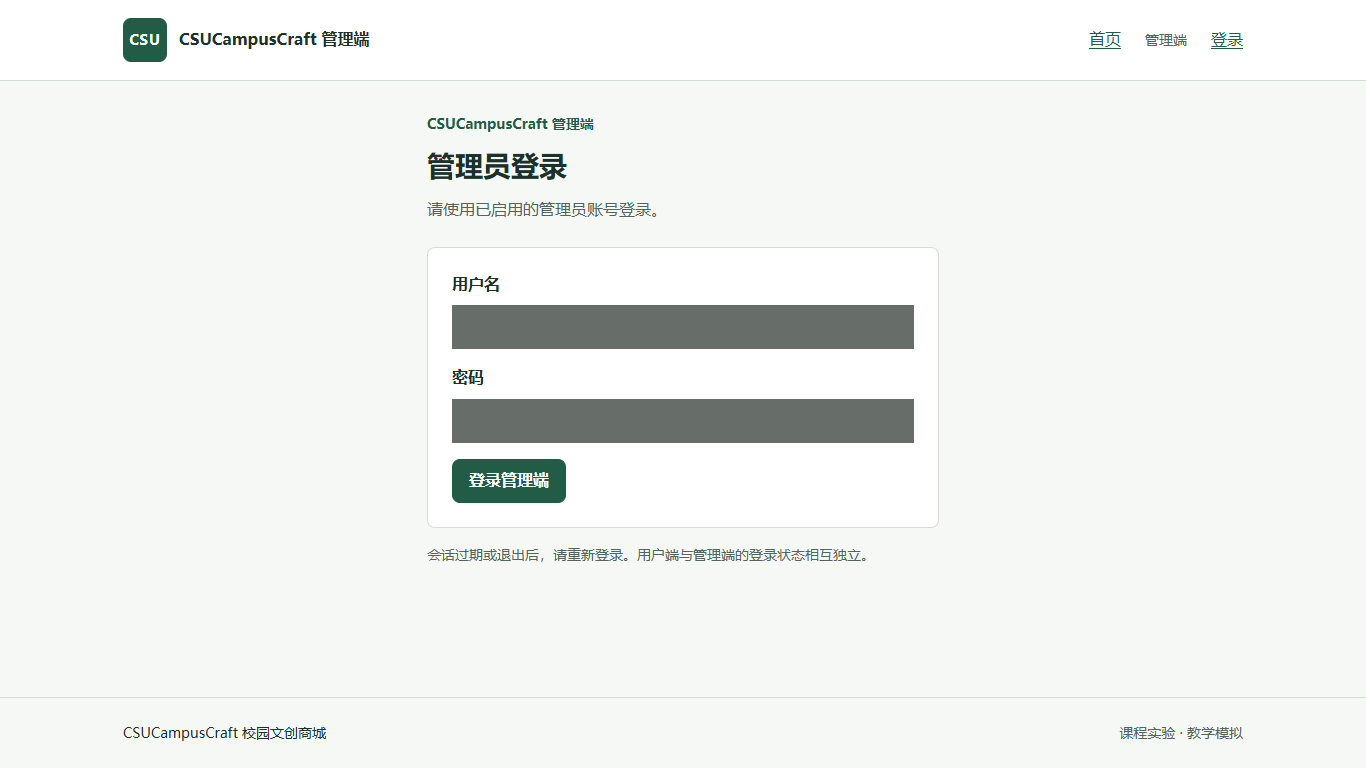 CSU CSUCampusCraft 管理端 首页 管理端 登录
CSUCampusCraft 管理端
管理员登录
请使用已启用的管理员账号登录。
用户名
密码
登录管理端
会话过期或退出后，请重新登录。用户端与管理端的登录状态相互独立。
CSUCampusCraft 校园文创商城 课程实验 · 教学模拟